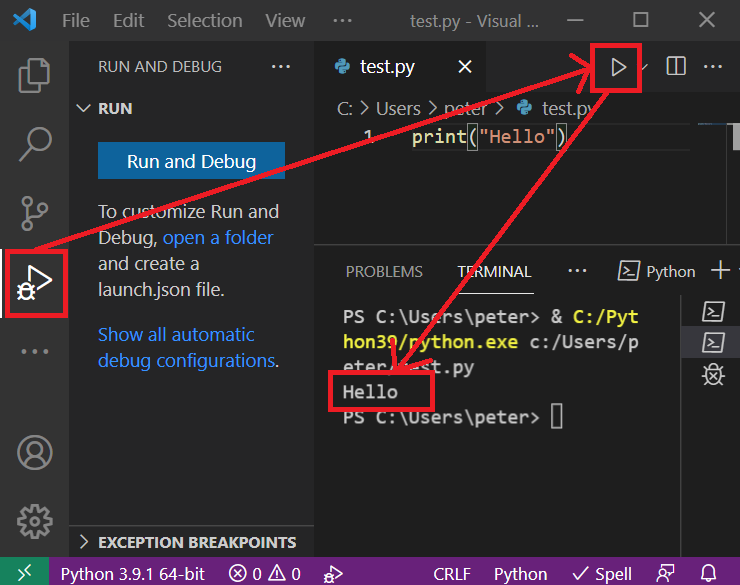 File Edit Selection View ··· test.py - Visual ...
RUN AND DEBUG ···
RUN
Run and Debug
To customize Run and
Debug, open a folder
and create a
launch.json file.
Show all automatic
debug configurations.
EXCEPTION BREAKPOINTS
test.py
C: > Users > peter > test.py
1 print("Hello")
PROBLEMS TERMINAL ··· Python
PS C:\Users\peter> & C:/Pyt
hon39/python.exe c:/Users/p
eter/test.py
Hello
PS C:\Users\peter>
Python 3.9.1 64-bit 0 0 CRLF Python Spell